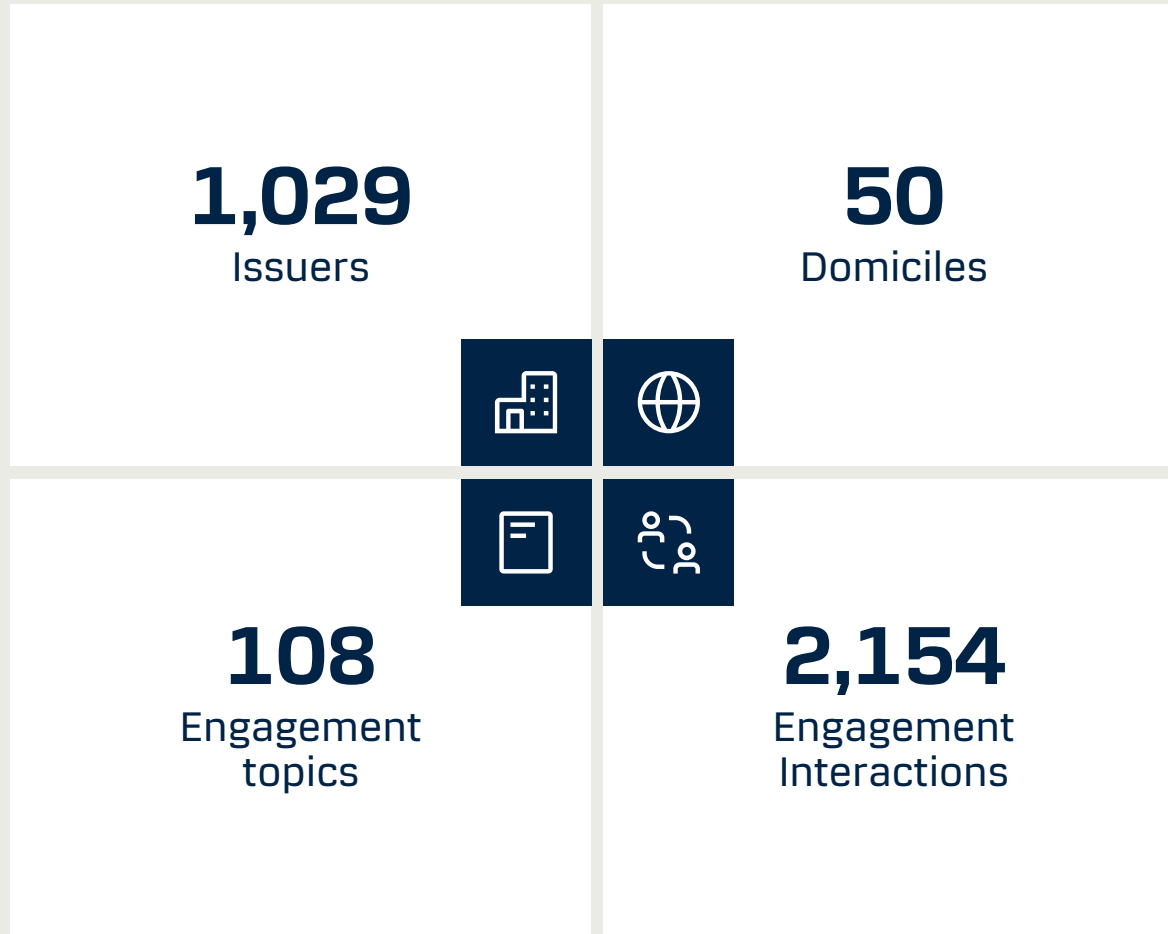 1,029
Issuers
50
Domiciles
108
Engagement
topics
2,154
Engagement
Interactions